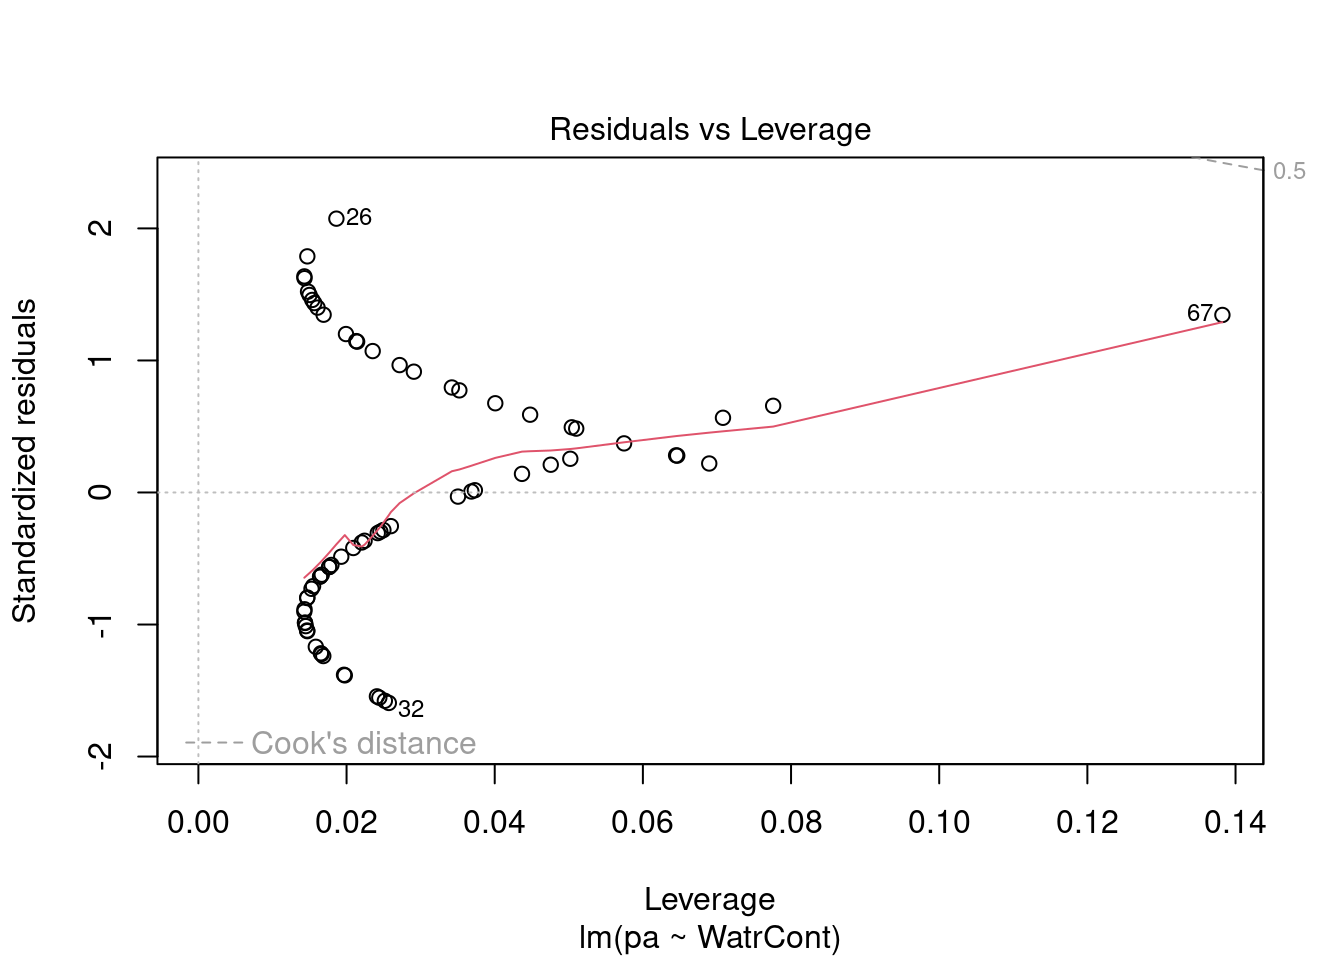 Residuals vs Leverage
0.5
26
67
32
Cook's distance
Standardized residuals
2
1
0
-1
-2
0.00 0.02 0.04 0.06 0.08 0.10 0.12 0.14
Leverage
lm(pa ~ WatrCont)